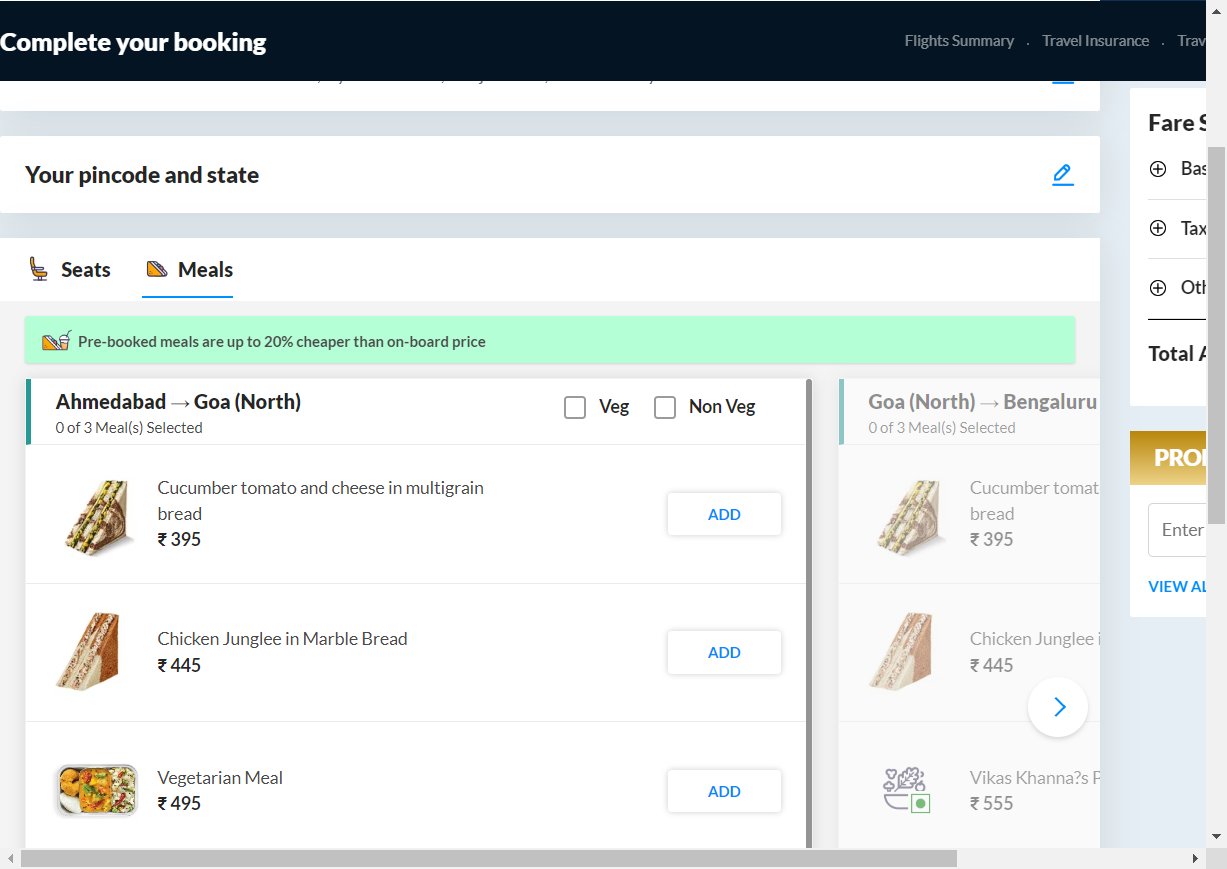 Complete your booking
Flights Summary . Travel Insurance . Trav
Your pincode and state
Seats
Meals
Pre-booked meals are up to 20% cheaper than on-board price
Ahmedabad → Goa (North)
0 of 3 Meal(s) Selected
Veg
Non Veg
Cucumber tomato and cheese in multigrain
bread
₹ 395
ADD
Chicken Junglee in Marble Bread
₹ 445
ADD
Vegetarian Meal
₹ 495
ADD
Goa (North) → Bengaluru
0 of 3 Meal(s) Selected
Cucumber tomat
bread
₹ 395
Chicken Junglee i
₹ 445
Vikas Khanna?s P
₹ 555
Fare S
Bas
Tax
Oth
Total A
PRO
Enter
VIEW AL